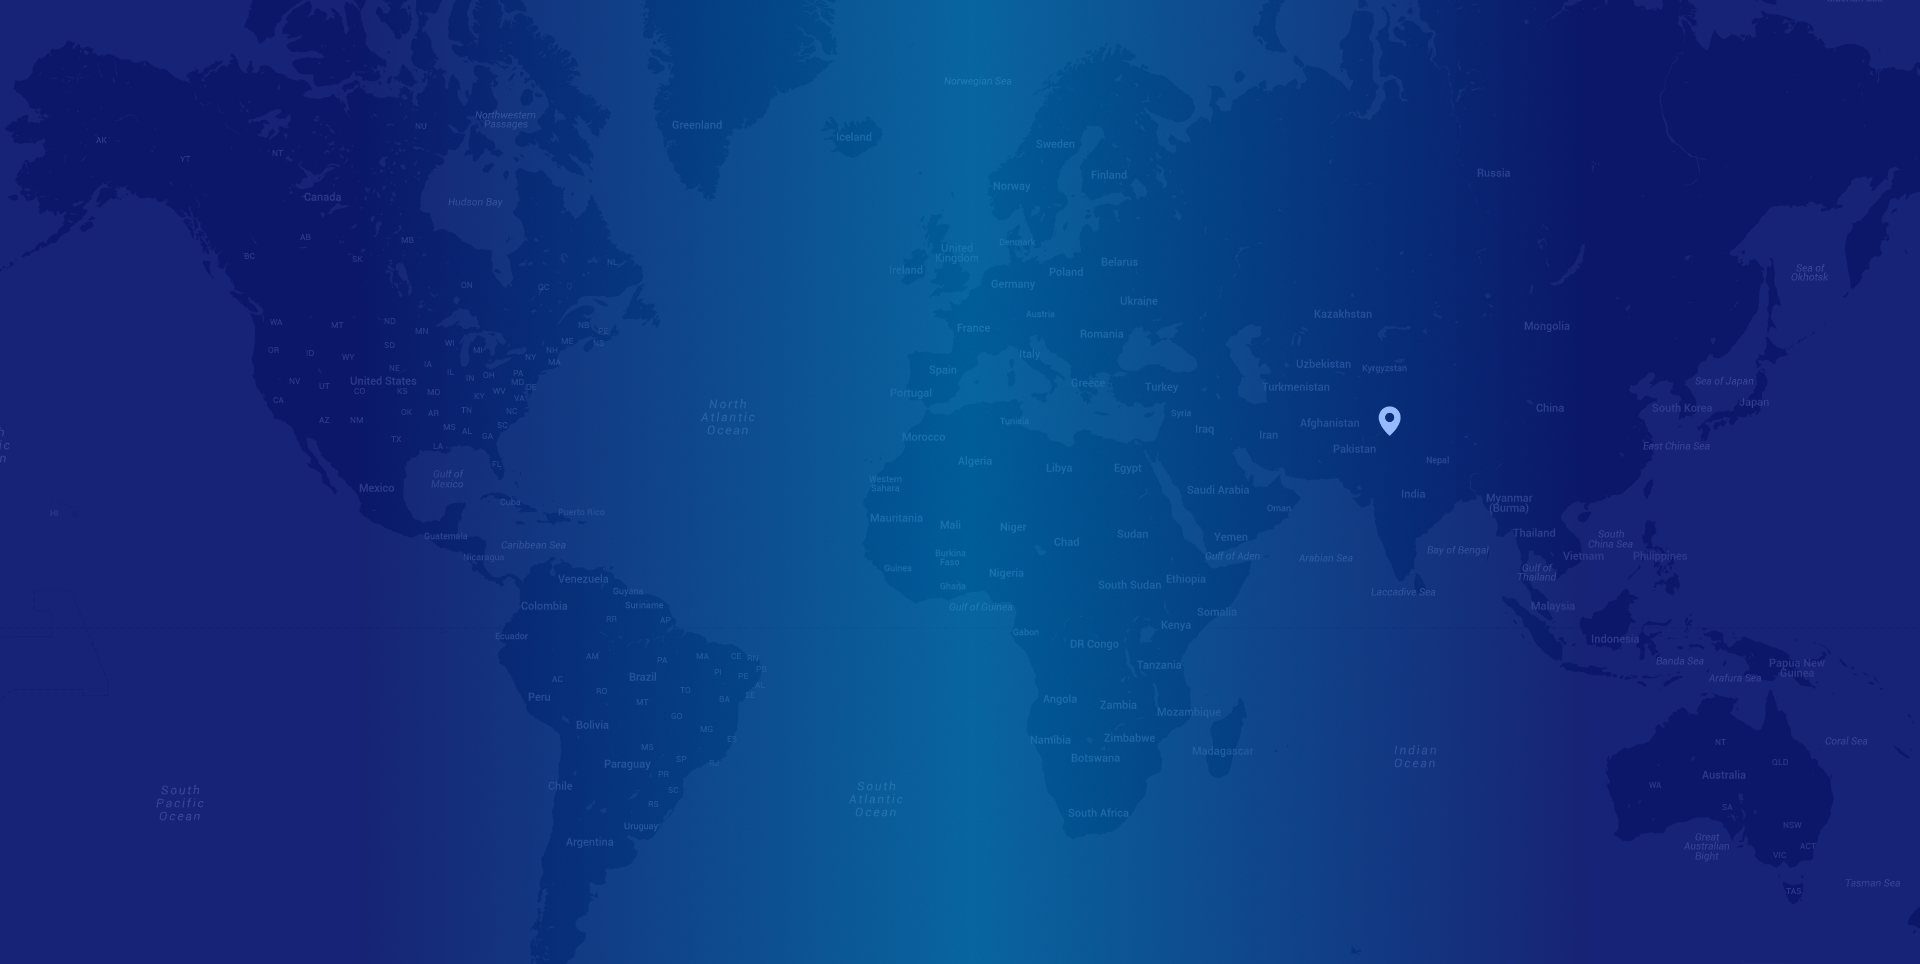 Norwegian Sea
Northwestern
Passages
Greenland
Iceland
NU
AK
YT
NT
Sweden
Finland
Russia
Norway
Canada
Hudson Bay
AB
MB
BC
SK
NL
ON
QC
United
Kingdom
Denmark
Ireland
Belarus
Poland
Germany
Ukraine
Sea of
Okhotsk
Austria
Kazakhstan
France
Romania
Mongolia
WA
MT
ND
MN
NB
PE
NS
OR
ID
WY
SD
WI
MI
NH
ME
NY
MA
Italy
NE
IA
IL
IN
OH
PA
MD
DE
Spain
Uzbekistan
Kyrgyzstan
Portugal
Greece
Turkey
Turkmenistan
Sea of Japan
NV
UT
United States
CO
KS
MO
KY
WV
VA
CA
North
Atlantic
Ocean
Tunisia
Syria
China
South Korea
Japan
AZ
NM
OK
AR
TN
NC
MS
AL
SC
GA
TX
LA
Morocco
Iraq
Iran
Afghanistan
Pakistan
East China Sea
Algeria
Libya
Egypt
Nepal
FL
Gulf of
Mexico
Mexico
Western
Sahara
Saudi Arabia
India
Myanmar
(Burma)
Cuba
Puerto Rico
HI
Oman
Mauritania
Mali
Niger
Chad
Sudan
Yemen
Thailand
South
China Sea
Guatemala
Caribbean Sea
Nicaragua
Burkina
Faso
Gulf of Aden
Arabian Sea
Bay of Bengal
Vietnam
Philippines
Guinea
Ghana
Nigeria
South Sudan
Ethiopia
Gulf of
Thailand
Venezuela
Guyana
Suriname
Colombia
Laccadive Sea
Malaysia
Gulf of Guinea
Somalia
RR
AP
Ecuador
Gabon
DR Congo
Kenya
Indonesia
AM
PA
MA
CE
RN
PB
Tanzania
Banda Sea
Papua New
Guinea
Arafura Sea
AC
Brazil
PI
PE
AL
Peru
RO
TO
BA
SE
MT
Angola
Zambia
Mozambique
GO
Bolivia
MG
ES
Namibia
Zimbabwe
Madagascar
Botswana
Indian
Ocean
NT
Coral Sea
MS
SP
RJ
Paraguay
PR
QLD
Australia
WA
Chile
SC
South
Pacific
Ocean
South
Atlantic
Ocean
RS
SA
South Africa
Uruguay
NSW
Argentina
Great
Australian
Bight
ACT
VIC
Tasman Sea
TAS